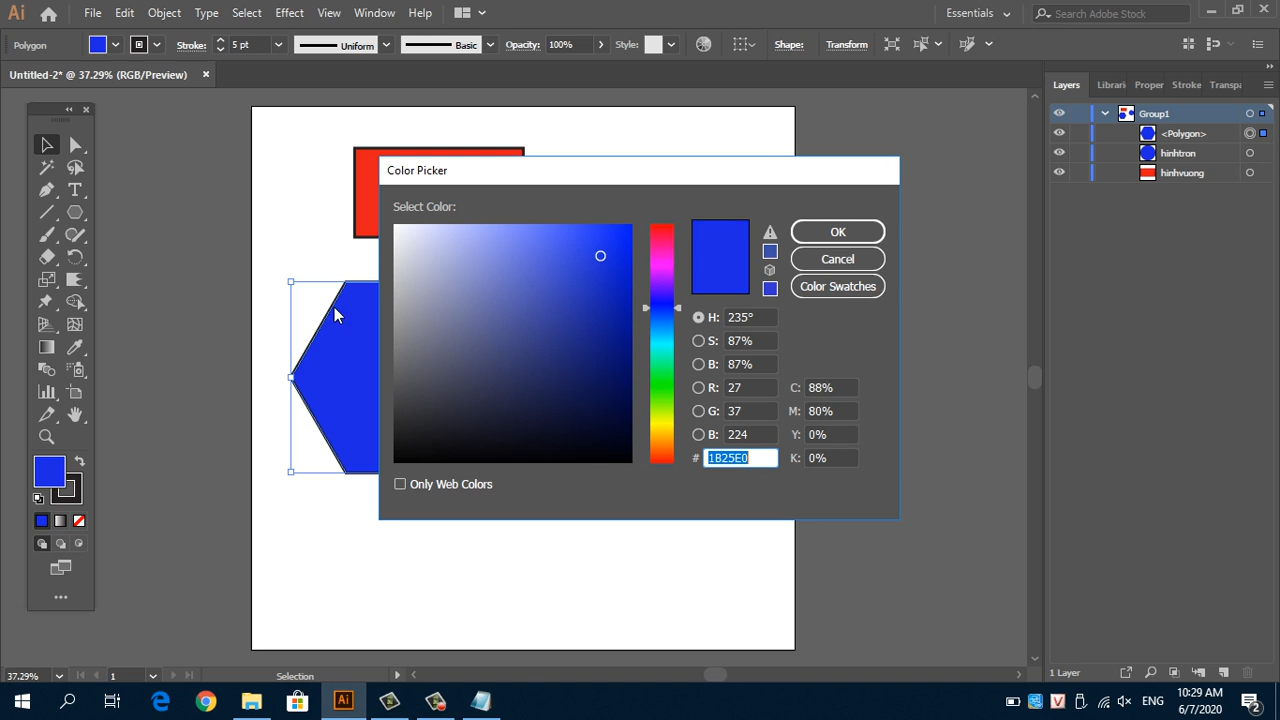 Ai File Edit Object Type Select Effect View Window Help Essentials Search Adobe Stock
Polygon Stroke: 5 pt Uniform Basic Opacity: 100% Style: Shape: Transform
Untitled-2* @ 37.29% (RGB/Preview)
Layers Librari Proper Stroke Transpa
Group1
<Polygon>
hinhtron
hinhvuong
Color Picker
Select Color:
OK
Cancel
Color Swatches
H: 235°
S: 87%
B: 87%
R: 27 C: 88%
G: 37 M: 80%
B: 224 Y: 0%
# 1B25E0 K: 0%
Only Web Colors
37.29% 1 Selection 1 Layer
Ai V ENG 10:29 AM
6/7/2020 2